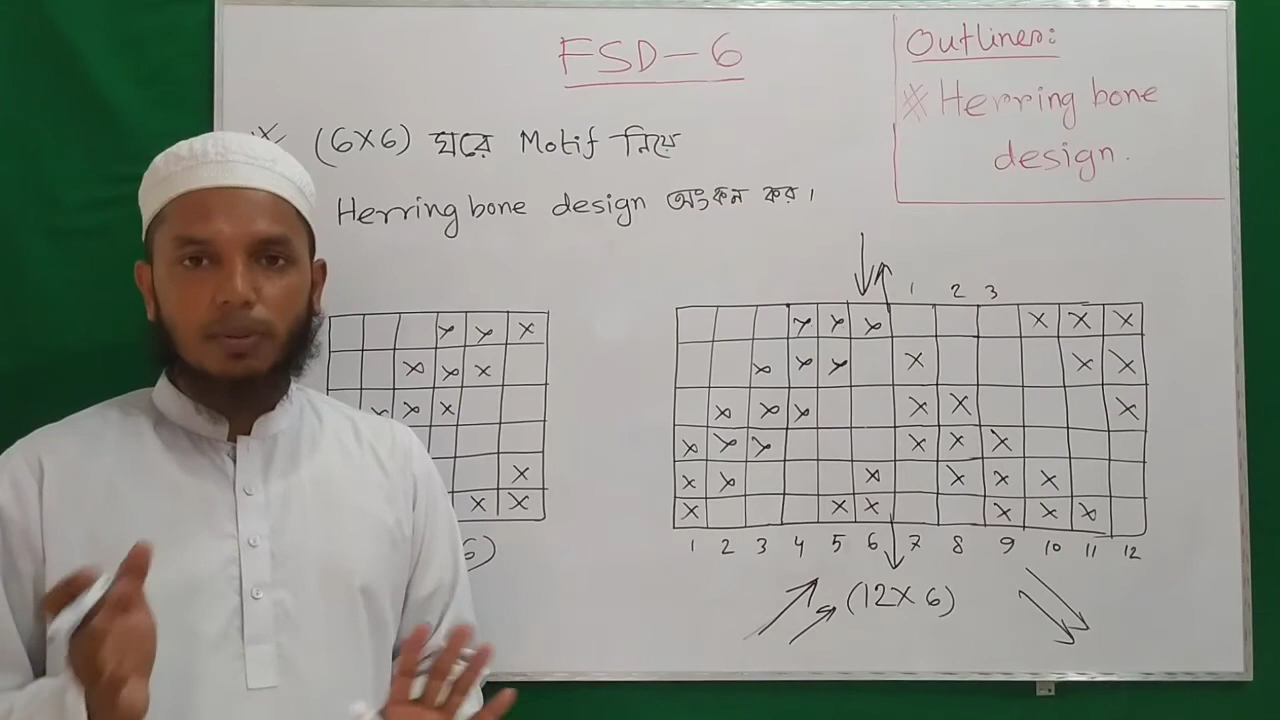 FSD-6
Outlines:
* Herring bone
design.
* (6X6) ঘরে Motif নিয়ে
Herring bone design অংকন কর।
1 2 3
x x x
x x x
x x x
x
x x
6)
x x x x x x
x x x x x x
x x x x x x
x x x x x x
x x x x x x
x x x x x x
1 2 3 4 5 6 7 8 9 10 11 12
(12X6)